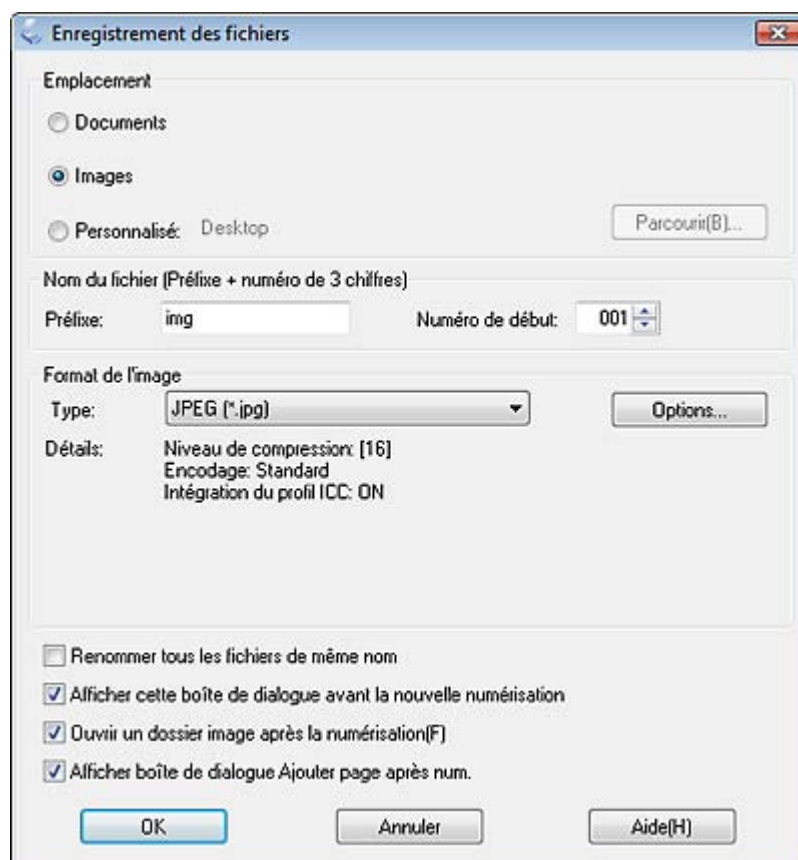 Enregistrement des fichiers
Emplacement
Documents
Images
Personnalisé: Desktop Parcourir(B)...
Nom du fichier (Préfixe + numéro de 3 chiffres)
Préfixe: img Numéro de début: 001
Format de l'image
Type: JPEG (*.jpg) Options...
Détails: Niveau de compression: [16]
Encodage: Standard
Intégration du profil ICC: ON
Renommer tous les fichiers de même nom
Afficher cette boîte de dialogue avant la nouvelle numérisation
Ouvrir un dossier image après la numérisation(F)
Afficher boîte de dialogue Ajouter page après num.
OK Annuler Aide(H)